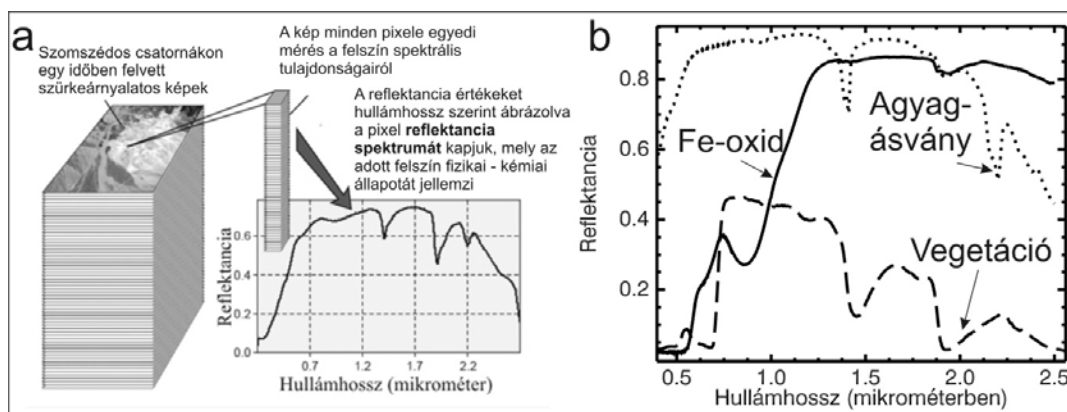 a
Szomszédos csatornákon
egy időben felvett
szürkeárnyalatos képek
A kép minden pixele egyedi
mérés a felszín spektrális
tulajdonságairól
A reflektancia értékeket
hullámhossz szerint ábrázolva
a pixel reflektancia
spektrumát kapjuk, mely az
adott felszín fizikai - kémiai
állapotát jellemzi
Reflektancia
0.6
0.4
0.2
0.0
0.7 1.2 1.7 2.2
Hullámhossz (mikrométer)
b
Reflektancia
0.8
0.6
0.4
0.2
Fe-oxid
Agyag-
ásvány
Vegetáció
0.5 1.0 1.5 2.0 2.5
Hullámhossz (mikrométerben)